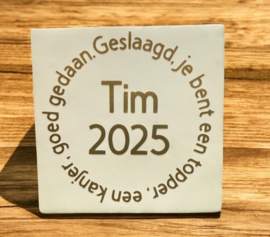 Geslaagd, je bent een topper, een kanjer, goed gedaan.
Tim
2025